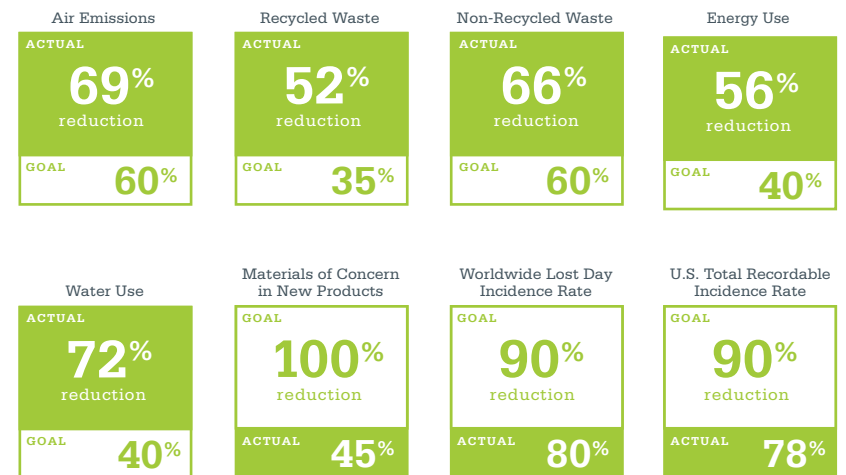 Air Emissions
ACTUAL
69%
reduction
GOAL
60%
Recycled Waste
ACTUAL
52%
reduction
GOAL
35%
Non-Recycled Waste
ACTUAL
66%
reduction
GOAL
60%
Energy Use
ACTUAL
56%
reduction
GOAL
40%
Water Use
ACTUAL
72%
reduction
GOAL
40%
Materials of Concern
in New Products
GOAL
100%
reduction
ACTUAL
45%
Worldwide Lost Day
Incidence Rate
GOAL
90%
reduction
ACTUAL
80%
U.S. Total Recordable
Incidence Rate
GOAL
90%
reduction
ACTUAL
78%